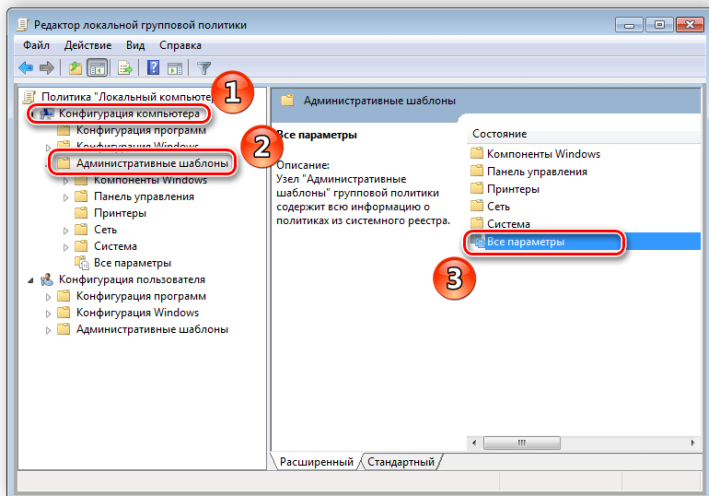 Редактор локальной групповой политики
Файл Действие Вид Справка
Политика "Локальный компьюте
1
Конфигурация компьютера
Конфигурация программ
Конфигурация Windows
2
Административные шаблоны
Компоненты Windows
Панель управления
Принтеры
Сеть
Система
Все параметры
Конфигурация пользователя
Конфигурация программ
Конфигурация Windows
Административные шаблоны
Административные шаблоны
Все параметры
Описание:
Узел "Административные
шаблоны" групповой политики
содержит всю информацию о
политиках из системного реестра.
Состояние
Компоненты Windows
Панель управления
Принтеры
Сеть
Система
Все параметры
3
Расширенный Стандартный